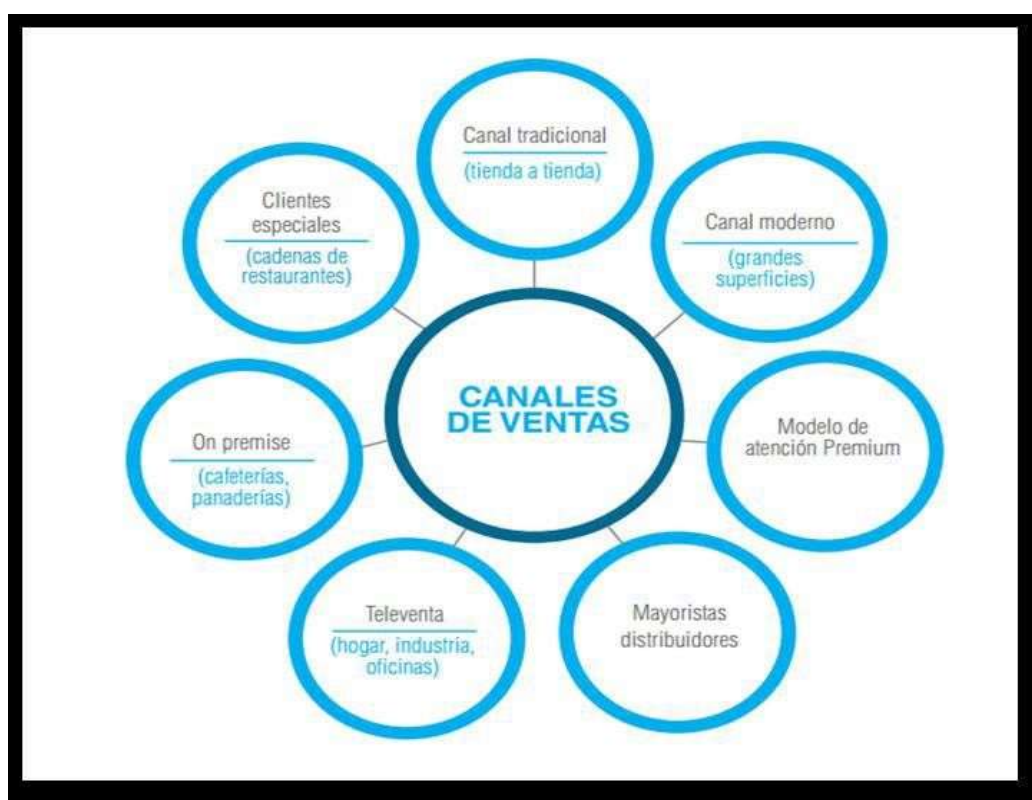 Canal tradicional
(tienda a tienda)
Clientes
especiales
(cadenas de
restaurantes)
Canal moderno
(grandes
superficies)
CANALES
DE VENTAS
On premise
(cafeterías,
panaderías)
Modelo de
atención Premium
Televenta
(hogar, industria,
oficinas)
Mayoristas
distribuidores